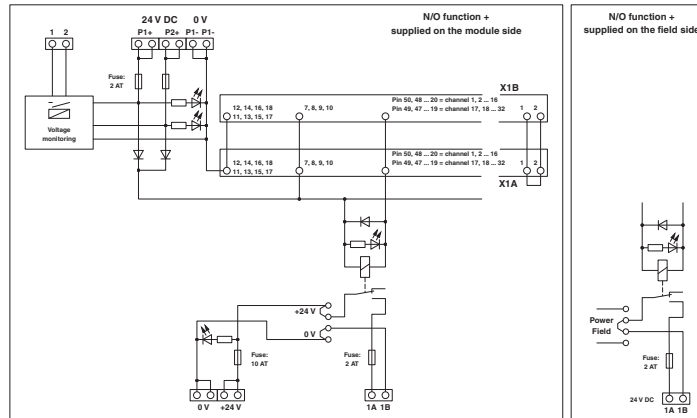 24 V DC 0 V
P1+ P2+ P1- P1-
1 2
N/O function +
supplied on the module side
Fuse:
2 AT
Voltage
monitoring
X1B
Pin 50, 48 ... 20 = channel 1, 2 ... 16
Pin 49, 47 ... 19 = channel 17, 18 ... 32
12, 14, 16, 18
11, 13, 15, 17
7, 8, 9, 10
1 2
Pin 50, 48 ... 20 = channel 1, 2 ... 16
Pin 49, 47 ... 19 = channel 17, 18 ... 32
12, 14, 16, 18
11, 13, 15, 17
7, 8, 9, 10
1 2
X1A
+24 V
0 V
Fuse:
10 AT
Fuse:
2 AT
0 V +24 V
1A 1B
N/O function +
supplied on the field side
Power
Field
Fuse:
2 AT
24 V DC
1A 1B